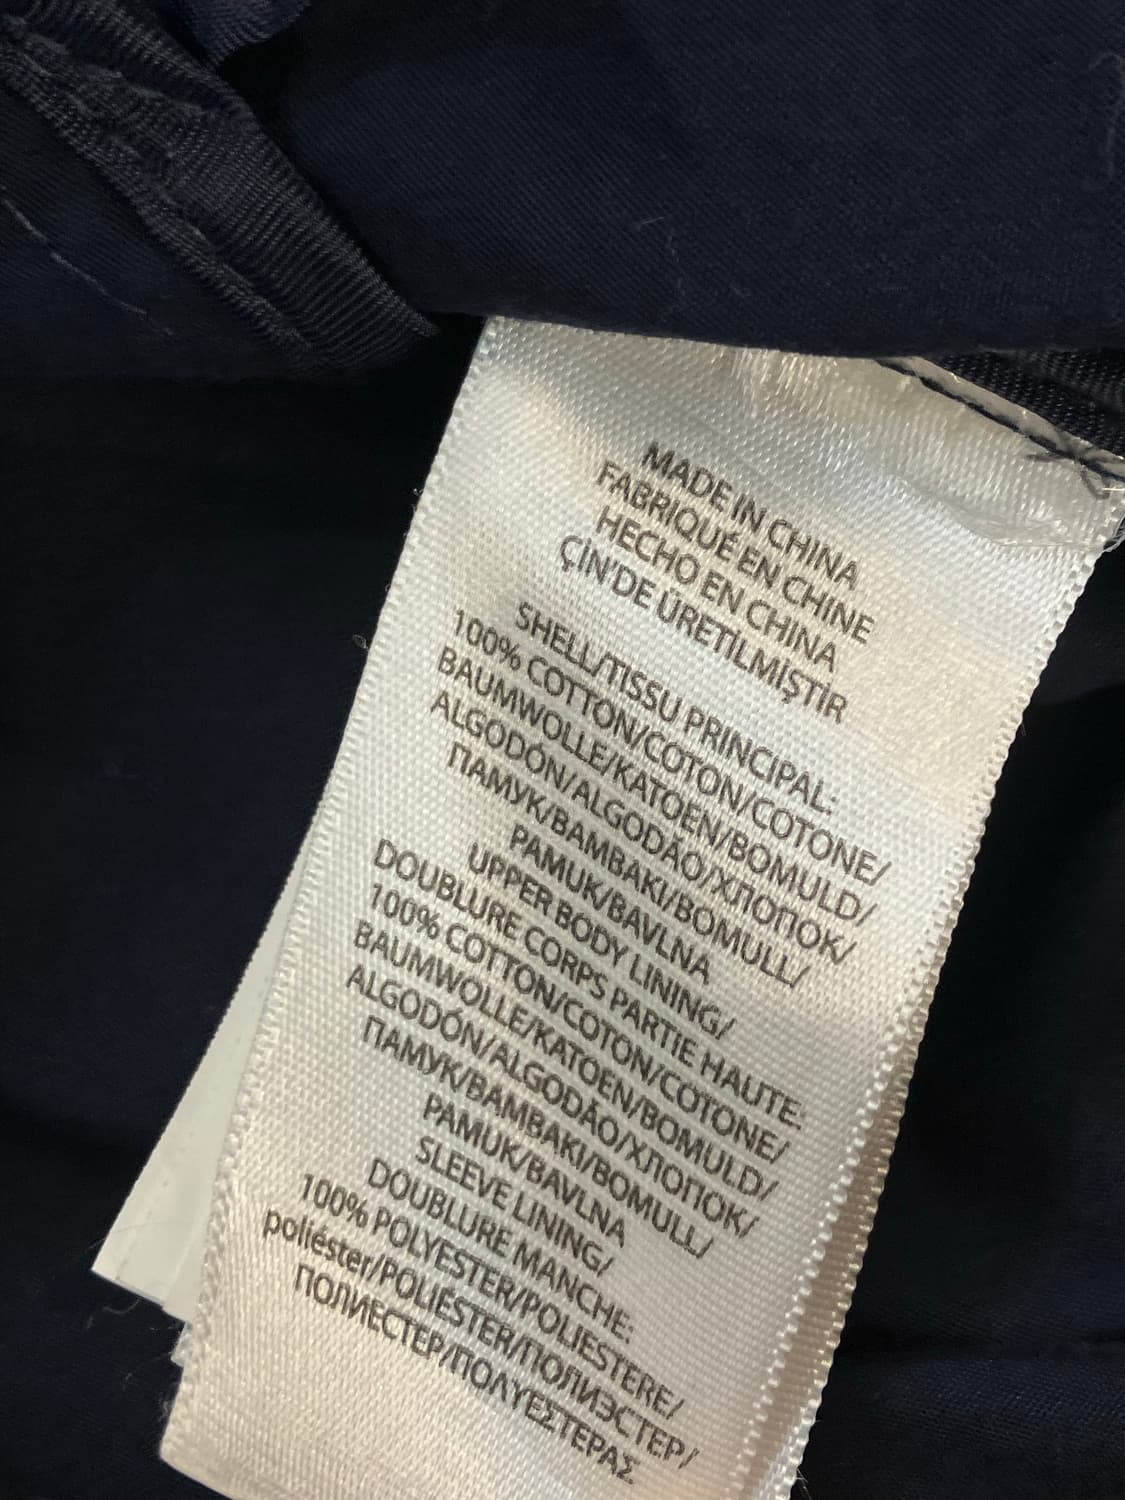 MADE IN CHINA
FABRIQUÉ EN CHINE
HECHO EN CHINA
ÇİN'DE ÜRETİLMİŞTİR
SHELL/TISSU PRINCIPAL:
100% COTTON/COTON/COTONE/
BAUMWOLLE/KATOEN/BOMULD/
ALGODÓN/ALGODÃO/ХЛОПОК/
ПАМУК/BAMBAKI/BOMULL/
PAMUK/BAVLNA
UPPER BODY LINING/
DOUBLURE CORPS PARTIE HAUTE:
100% COTTON/COTON/COTONE/
BAUMWOLLE/KATOEN/BOMULD/
ALGODÓN/ALGODÃO/ХЛОПОК/
ПАМУК/BAMBAKI/BOMULL/
PAMUK/BAVLNA
SLEEVE LINING/
DOUBLURE MANCHE:
100% POLYESTER/POLIESTERE/
poliéster/POLIÉSTER/ПОЛИЭСТЕР/
ПОЛИЕСТЕР/ΠΟΛΥΕΣΤΕΡΑΣ